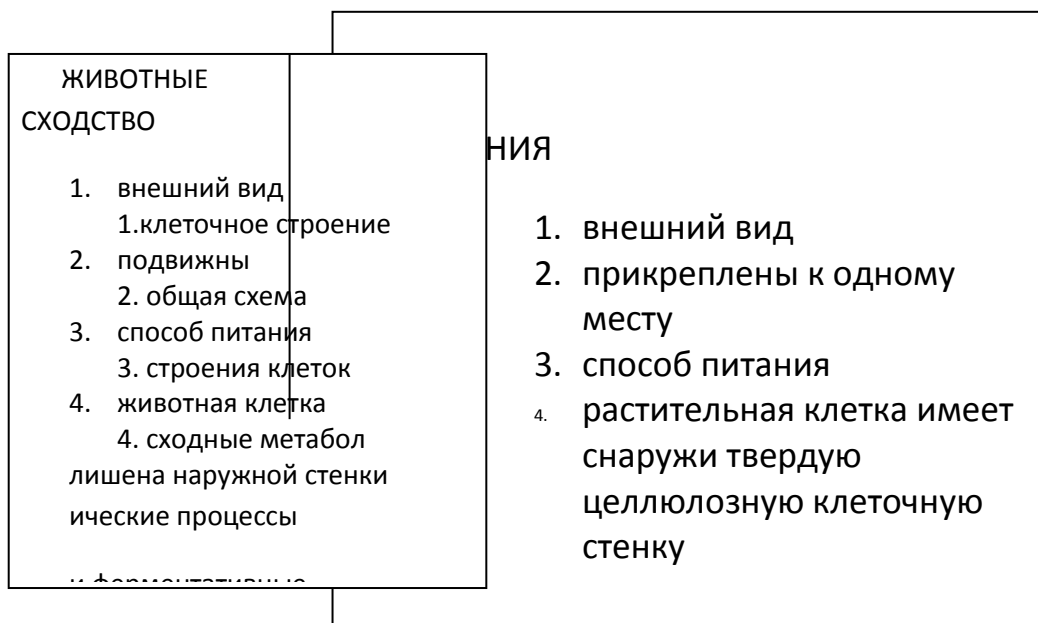 ЖИВОТНЫЕ
СХОДСТВО
1. внешний вид
1.клеточное строение
2. подвижны
2. общая схема
3. способ питания
3. строения клеток
4. животная клетка
4. сходные метабол
лишена наружной стенки
ические процессы
и ферментативные
НИЯ
1. внешний вид
2. прикреплены к одному
месту
3. способ питания
4. растительная клетка имеет
снаружи твердую
целлюлозную клеточную
стенку